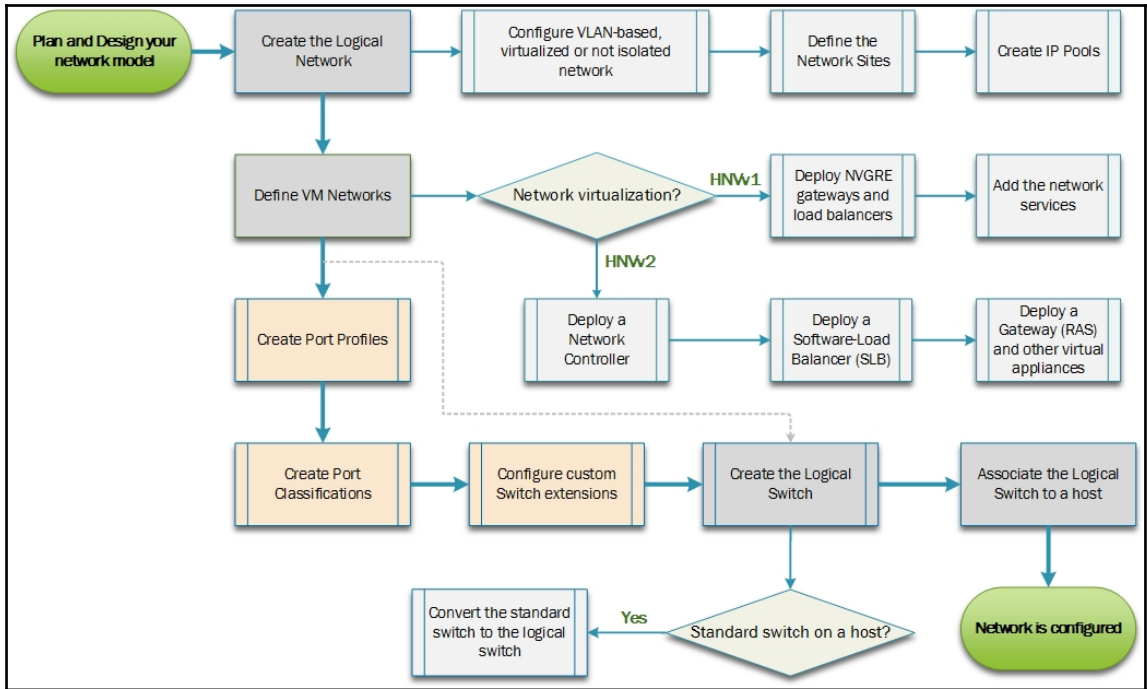 Plan and Design your
network model
Create the Logical
Network
Configure VLAN-based,
virtualized or not isolated
network
Define the
Network Sites
Create IP Pools
Define VM Networks
Network virtualization?
HNVv1
Deploy NVGRE
gateways and
load balancers
Add the network
services
HNVv2
Create Port Profiles
Deploy a
Network
Controller
Deploy a
Software-Load
Balancer (SLB)
Deploy a
Gateway (RAS)
and other virtual
appliances
Create Port
Classifications
Configure custom
Switch extensions
Create the Logical
Switch
Associate the Logical
Switch to a host
Convert the standard
switch to the logical
switch
Yes
Standard switch on a host?
Network is configured